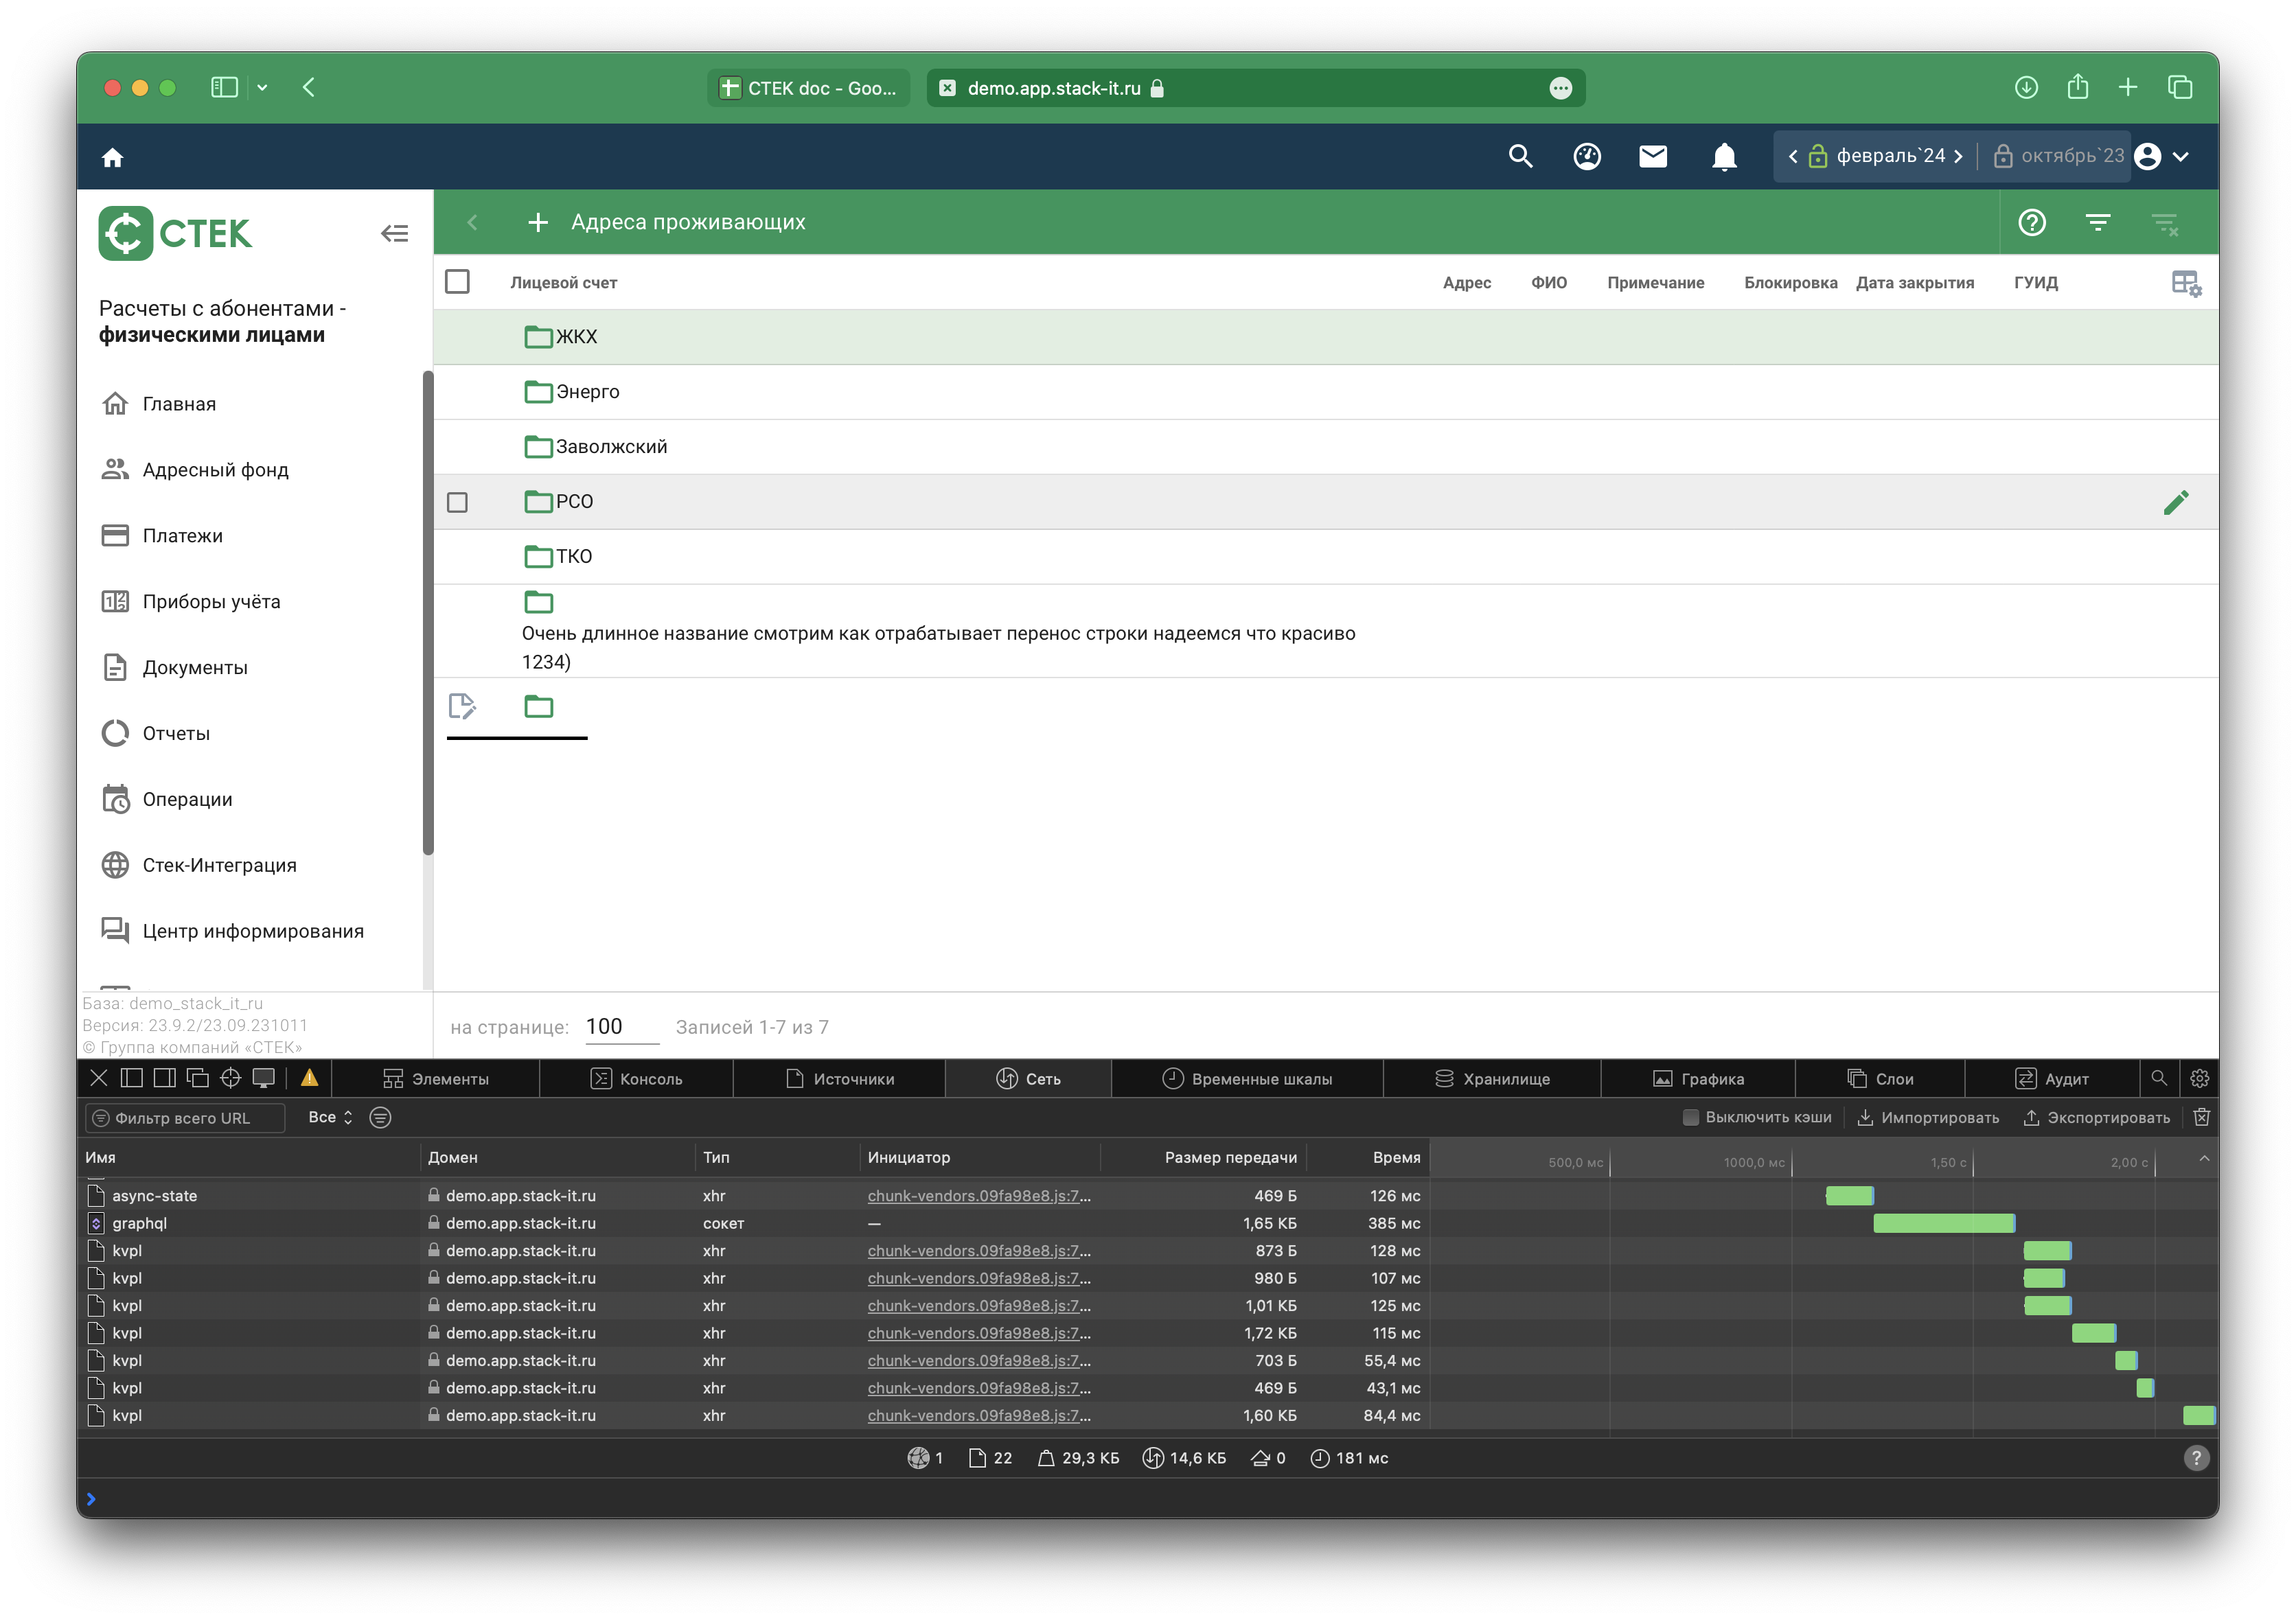 СТЕК doc - Goo...
demo.app.stack-it.ru
февраль`24
октябрь`23
СТЕК
Расчеты с абонентами -
физическими лицами
Главная
Адресный фонд
Платежи
Приборы учёта
Документы
Отчеты
Операции
Стек-Интеграция
Центр информирования
База: demo_stack_it_ru
Версия: 23.9.2/23.09.231011
© Группа компаний «СТЕК»
Адреса проживающих
Лицевой счет Адрес ФИО Примечание Блокировка Дата закрытия ГУИД
ЖКХ
Энерго
Заволжский
РСО
ТКО
Очень длинное название смотрим как отрабатывает перенос строки надеемся что красиво
1234)
на странице: 100 Записей 1-7 из 7
Элементы Консоль Источники Сеть Временные шкалы Хранилище Графика Слои Аудит
Фильтр всего URL Все Выключить кэши Импортировать Экспортировать
Имя Домен Тип Инициатор Размер передачи Время 500,0 мс 1000,0 мс 1,50 с 2,00 с
async-state demo.app.stack-it.ru xhr chunk-vendors.09fa98e8.js:7... 469 Б 126 мс
graphql demo.app.stack-it.ru сокет — 1,65 КБ 385 мс
kvpl demo.app.stack-it.ru xhr chunk-vendors.09fa98e8.js:7... 873 Б 128 мс
kvpl demo.app.stack-it.ru xhr chunk-vendors.09fa98e8.js:7... 980 Б 107 мс
kvpl demo.app.stack-it.ru xhr chunk-vendors.09fa98e8.js:7... 1,01 КБ 125 мс
kvpl demo.app.stack-it.ru xhr chunk-vendors.09fa98e8.js:7... 1,72 КБ 115 мс
kvpl demo.app.stack-it.ru xhr chunk-vendors.09fa98e8.js:7... 703 Б 55,4 мс
kvpl demo.app.stack-it.ru xhr chunk-vendors.09fa98e8.js:7... 469 Б 43,1 мс
kvpl demo.app.stack-it.ru xhr chunk-vendors.09fa98e8.js:7... 1,60 КБ 84,4 мс
1 22 29,3 КБ 14,6 КБ 0 181 мс